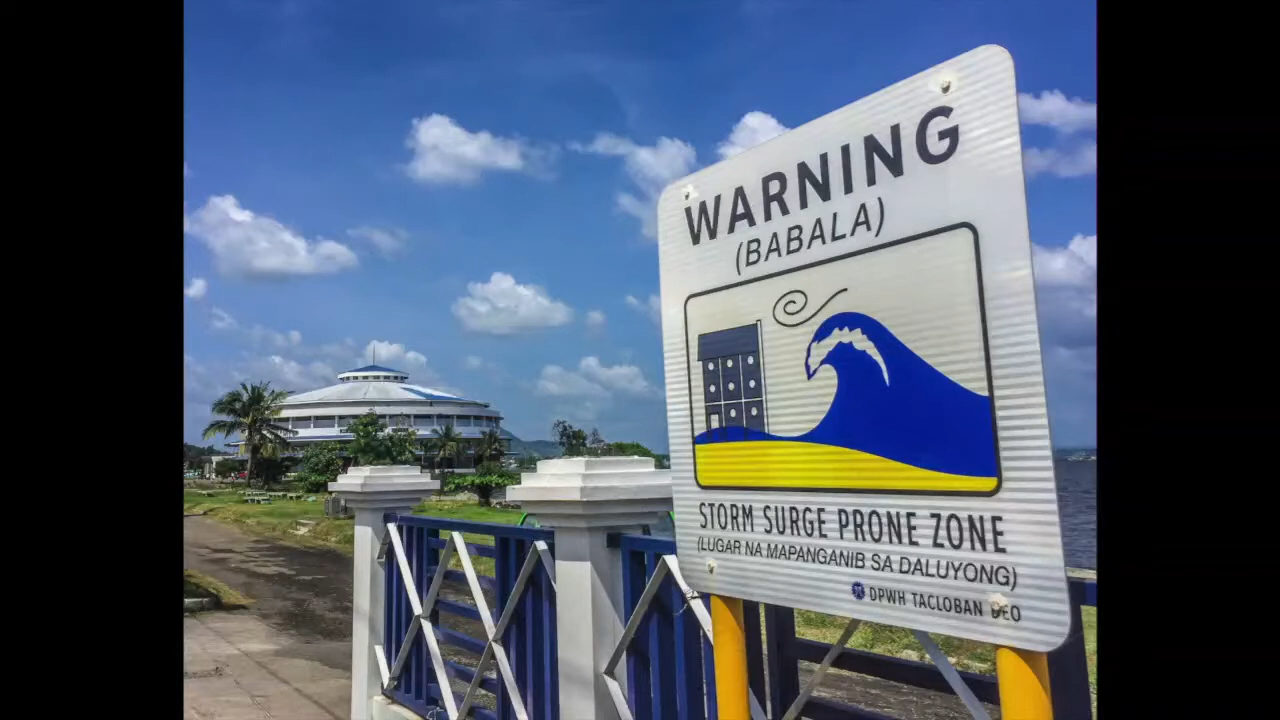 WARNING
(BABALA)
STORM SURGE PRONE ZONE
(LUGAR NA MAPANGANIB SA DALUYONG)
DPWH TACLOBAN DEO